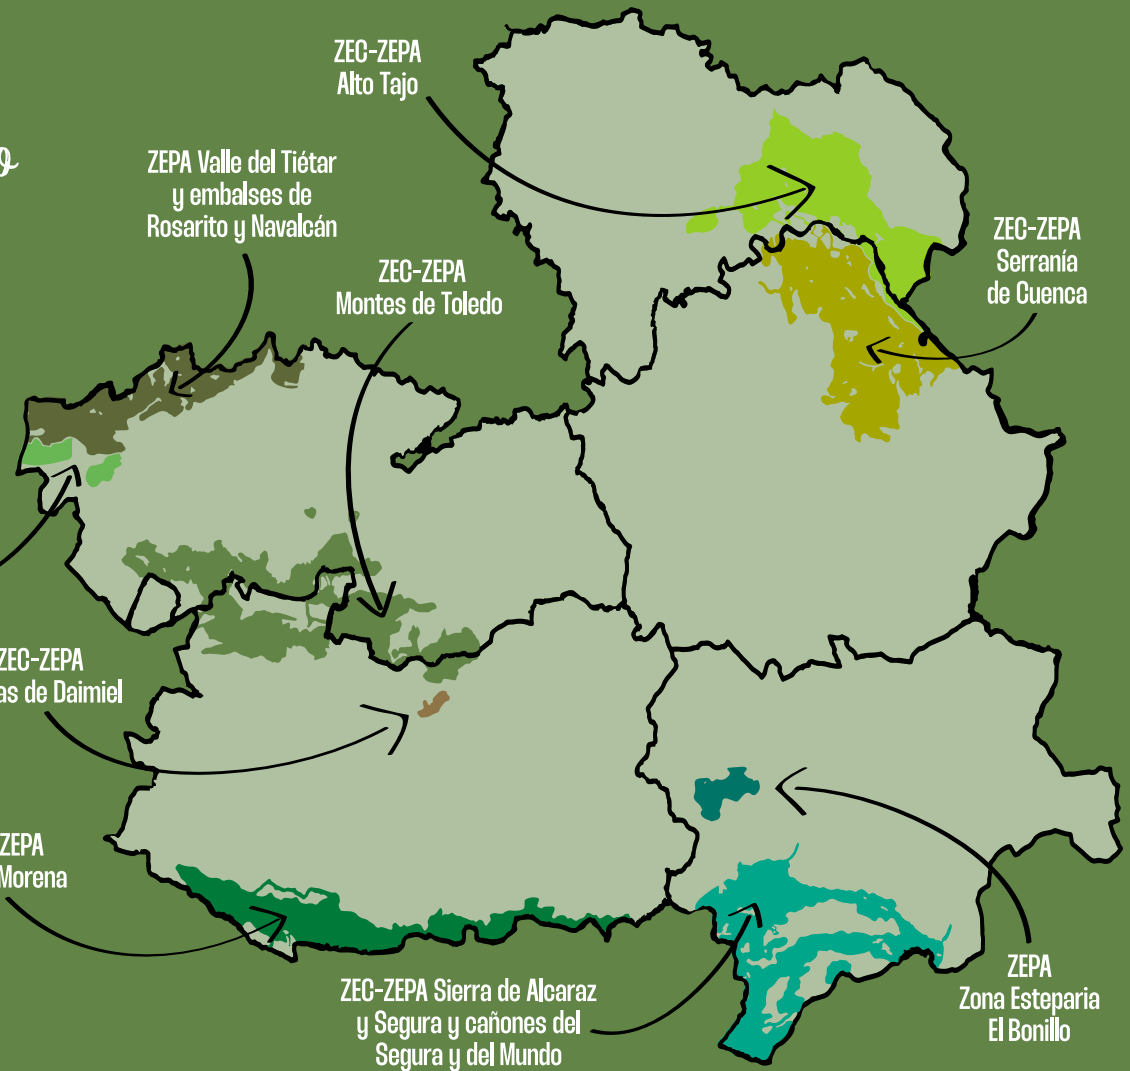 ZEC-ZEPA
Alto Tajo
ZEPA Valle del Tiétar
y embalses de
Rosarito y Navalcán
ZEC-ZEPA
Serranía
de Cuenca
ZEC-ZEPA
Montes de Toledo
ZEC-ZEPA
as de Daimiel
ZEPA
Morena
ZEC-ZEPA Sierra de Alcaraz
y Segura y cañones del
Segura y del Mundo
ZEPA
Zona Esteparia
El Bonillo